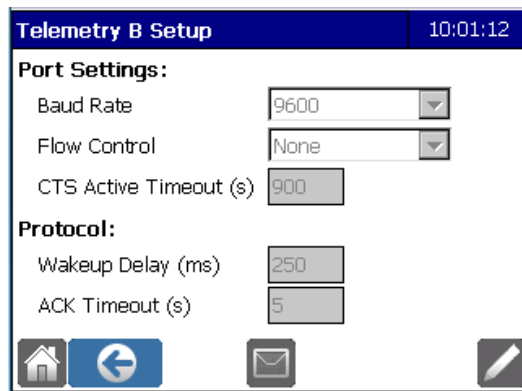 Telemetry B Setup 10:01:12
Port Settings:
Baud Rate 9600
Flow Control None
CTS Active Timeout (s) 900
Protocol:
Wakeup Delay (ms) 250
ACK Timeout (s) 5